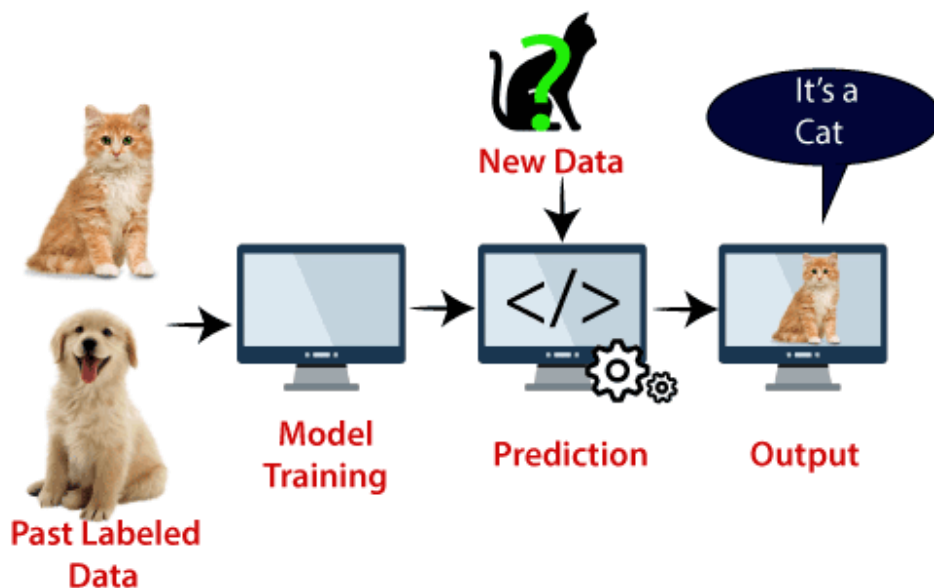 ?
New Data
It's a
Cat
</>
Model
Training
Prediction
Output
Past Labeled
Data